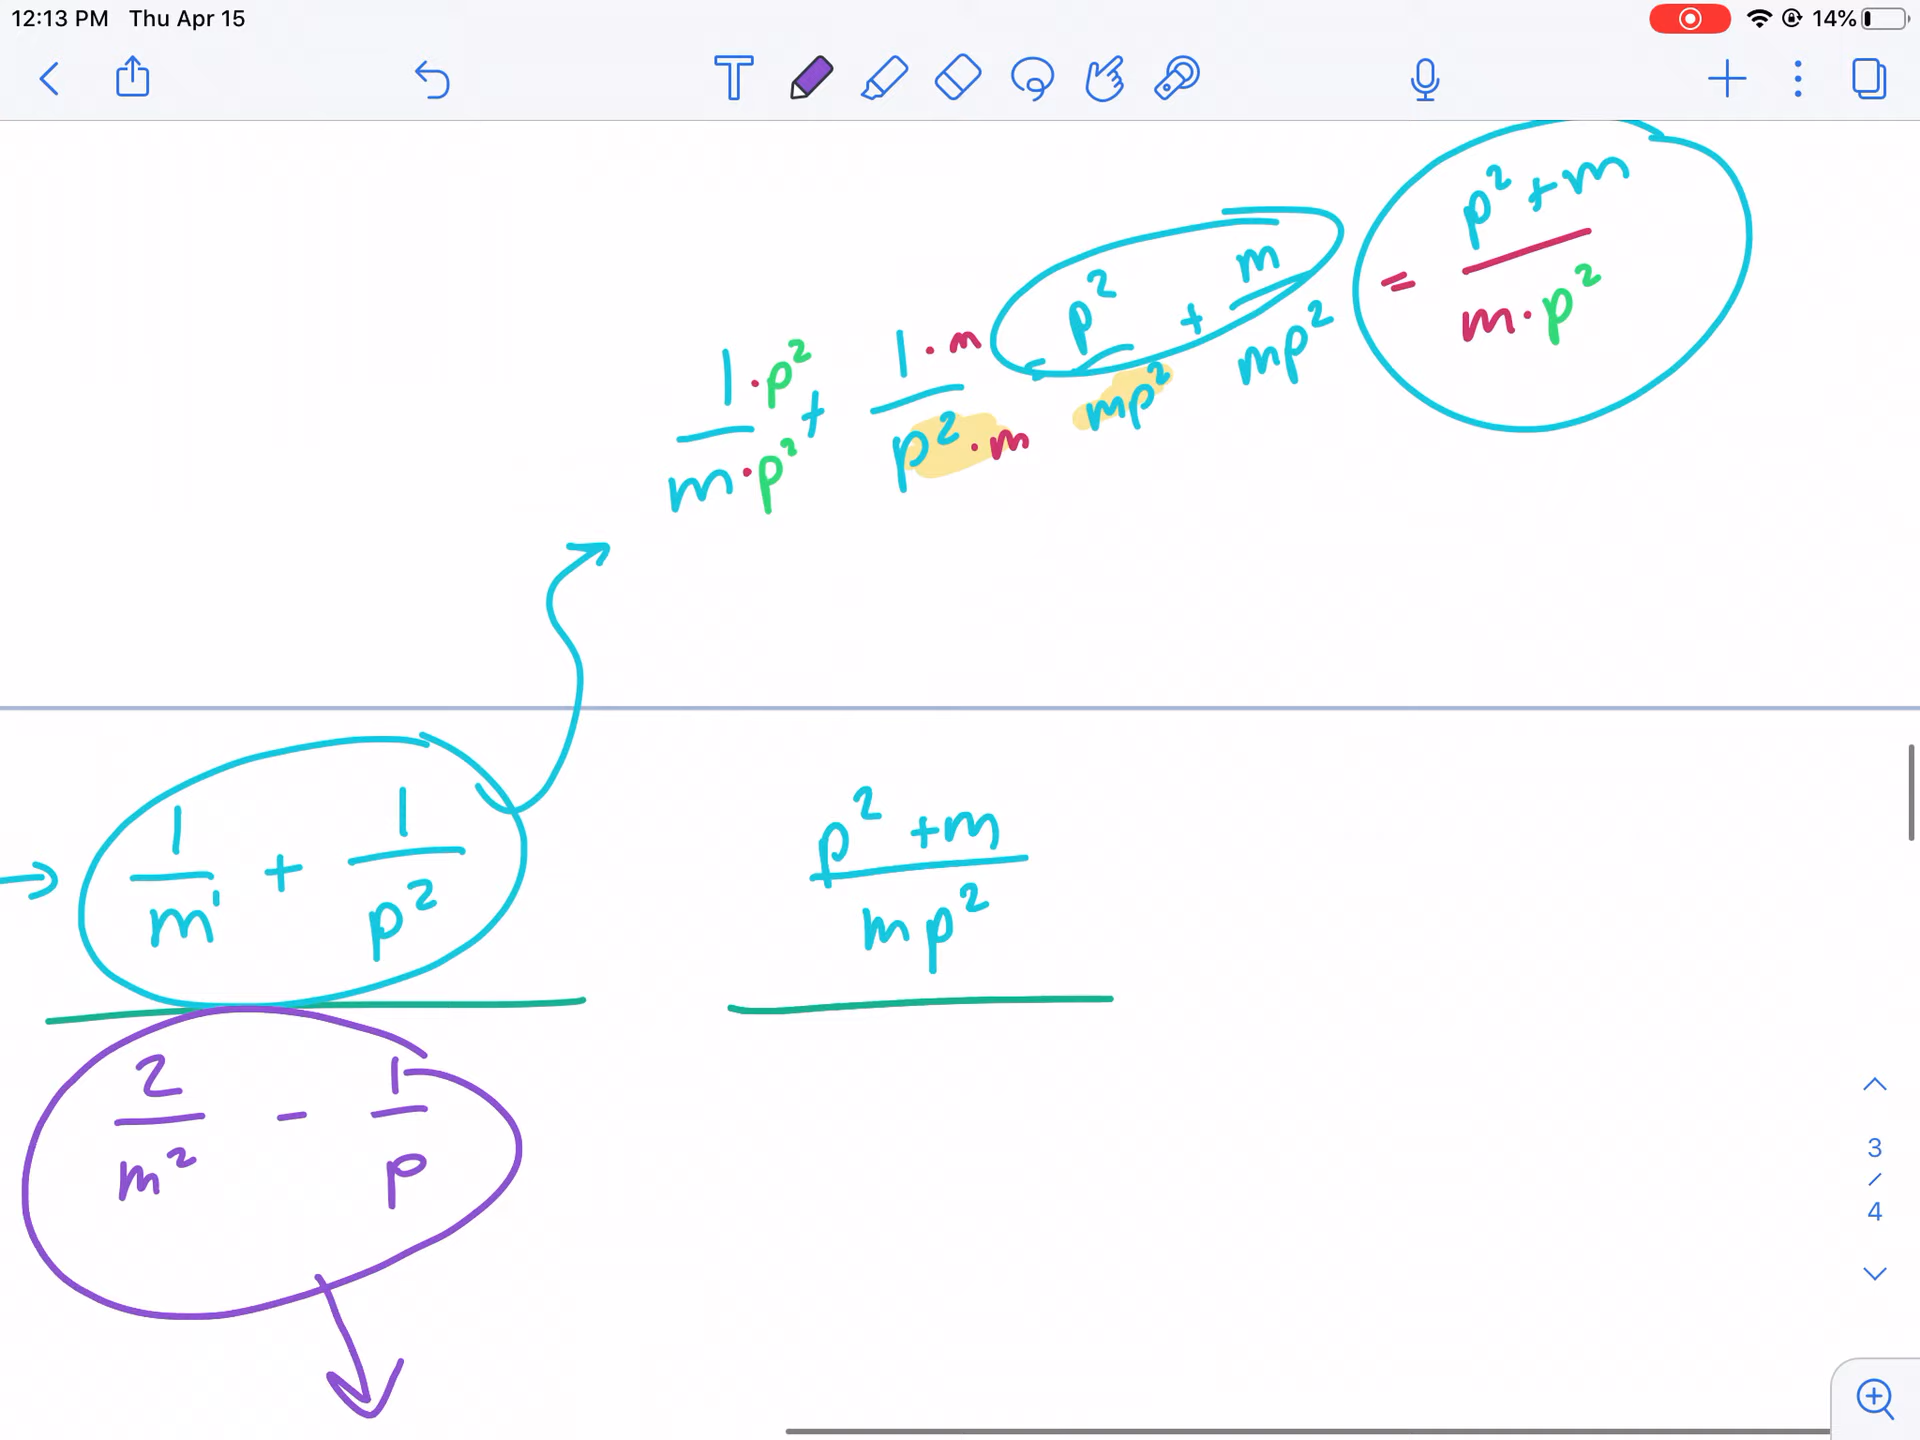 12:13 PM Thu Apr 15 14%
T
1·p²/m·p² + 1·m/p²·m = p²/mp² + m/mp² = p²+m/m·p²
1/m¹ + 1/p²
2/m² - 1/p
p²+m/mp²
3
/
4